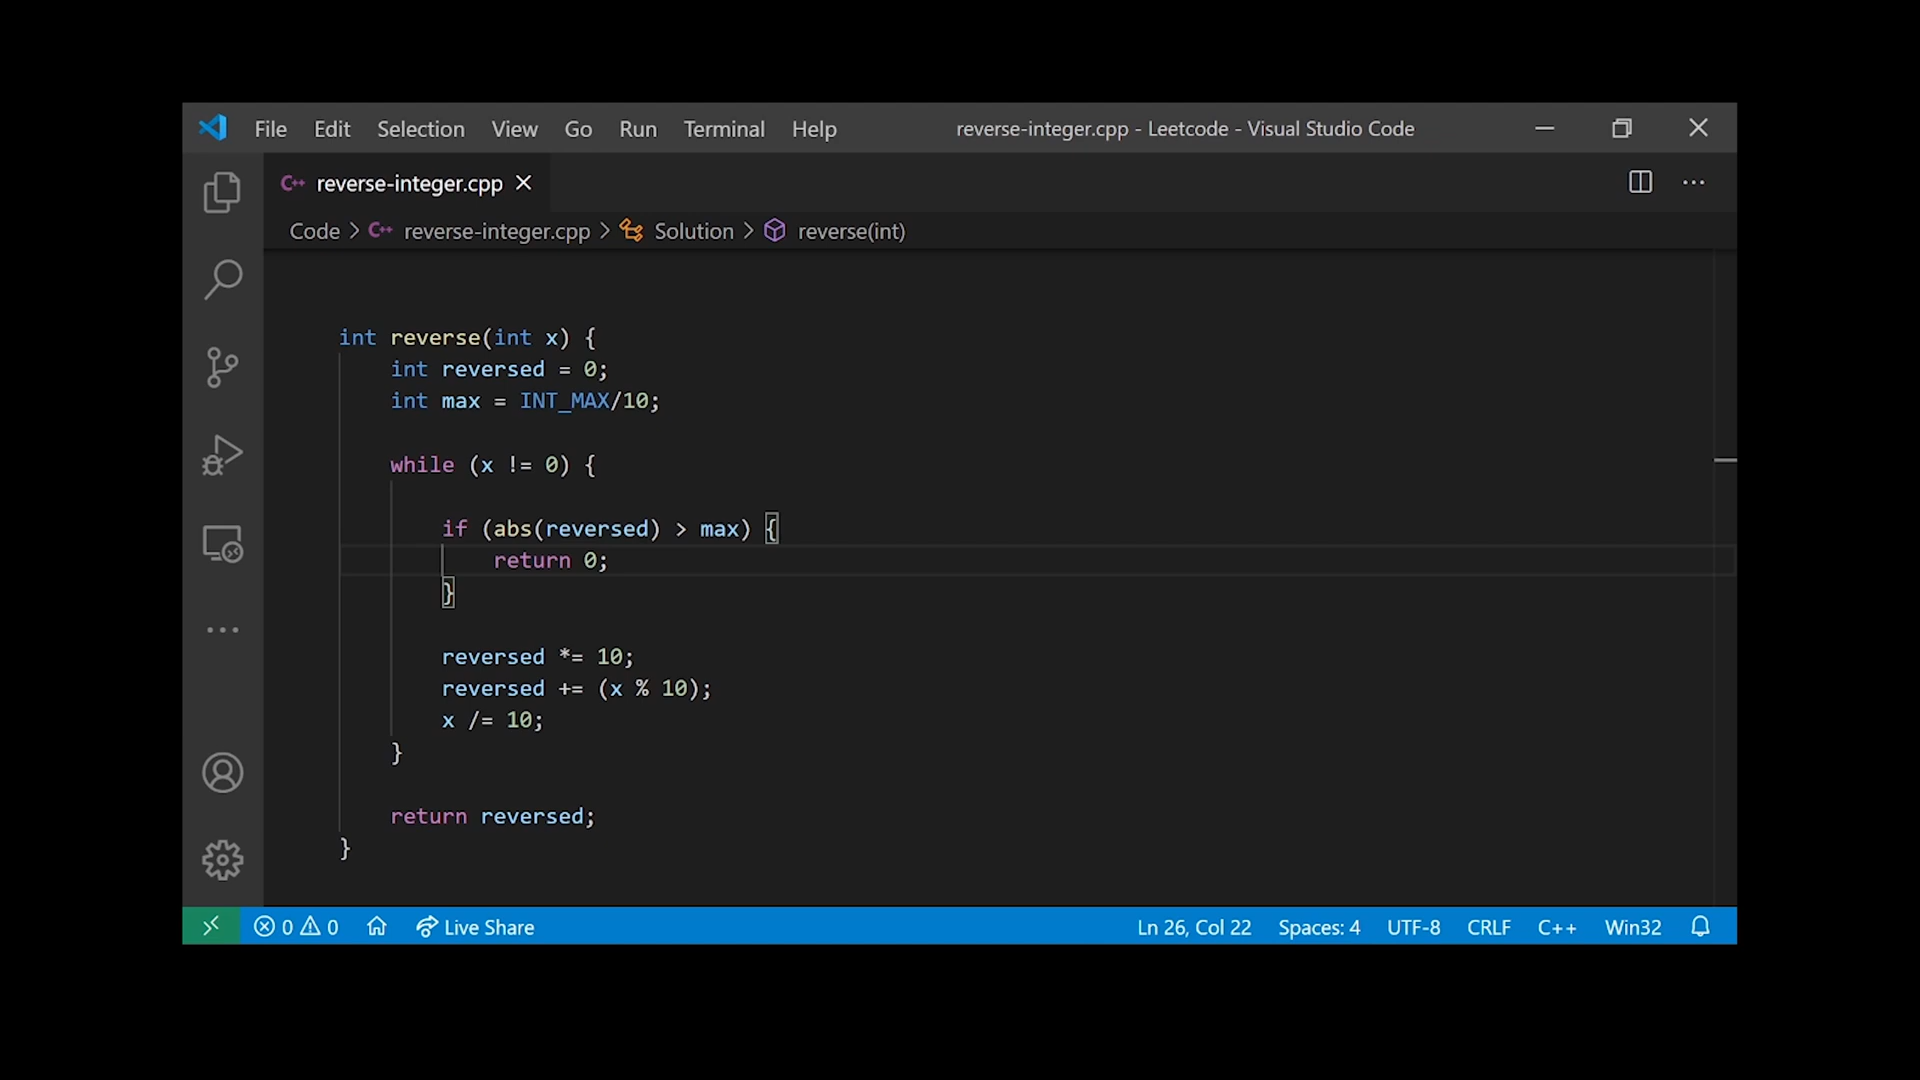 File Edit Selection View Go Run Terminal Help reverse-integer.cpp - Leetcode - Visual Studio Code
C++ reverse-integer.cpp
Code > C++ reverse-integer.cpp > Solution > reverse(int)
int reverse(int x) {
    int reversed = 0;
    int max = INT_MAX/10;
    while (x != 0) {
        if (abs(reversed) > max) {
            return 0;
        }
        reversed *= 10;
        reversed += (x % 10);
        x /= 10;
    }
    return reversed;
}
0 0 Live Share Ln 26, Col 22 Spaces: 4 UTF-8 CRLF C++ Win32